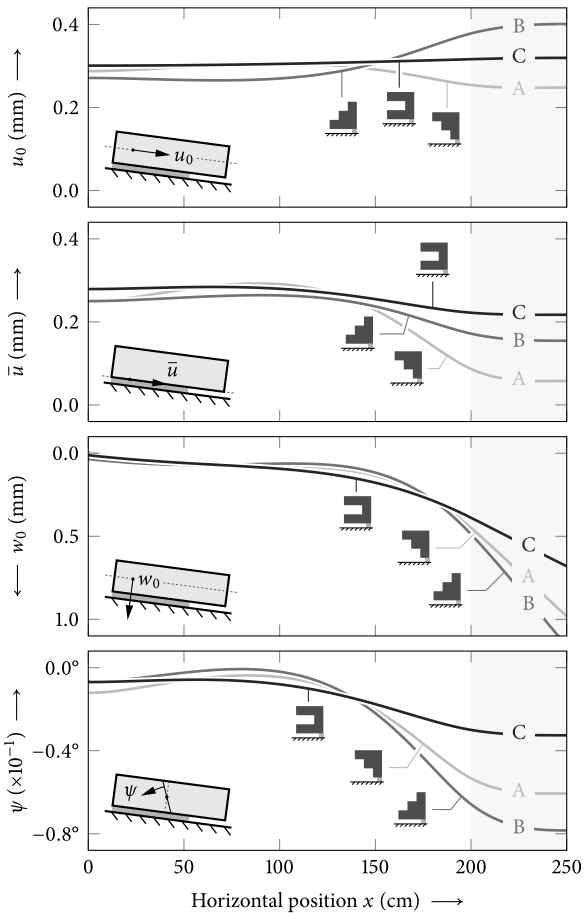 u₀ (mm) ⟶
0.4
0.2
0.0
B
C
A
u₀
u̅ (mm) ⟶
0.4
0.2
0.0
C
B
A
u̅
⟵ w₀ (mm)
0.0
0.5
1.0
C
A
B
w₀
ψ (×10⁻¹) ⟶
0.0°
−0.4°
−0.8°
C
A
B
ψ
0 50 100 150 200 250
Horizontal position x (cm) ⟶